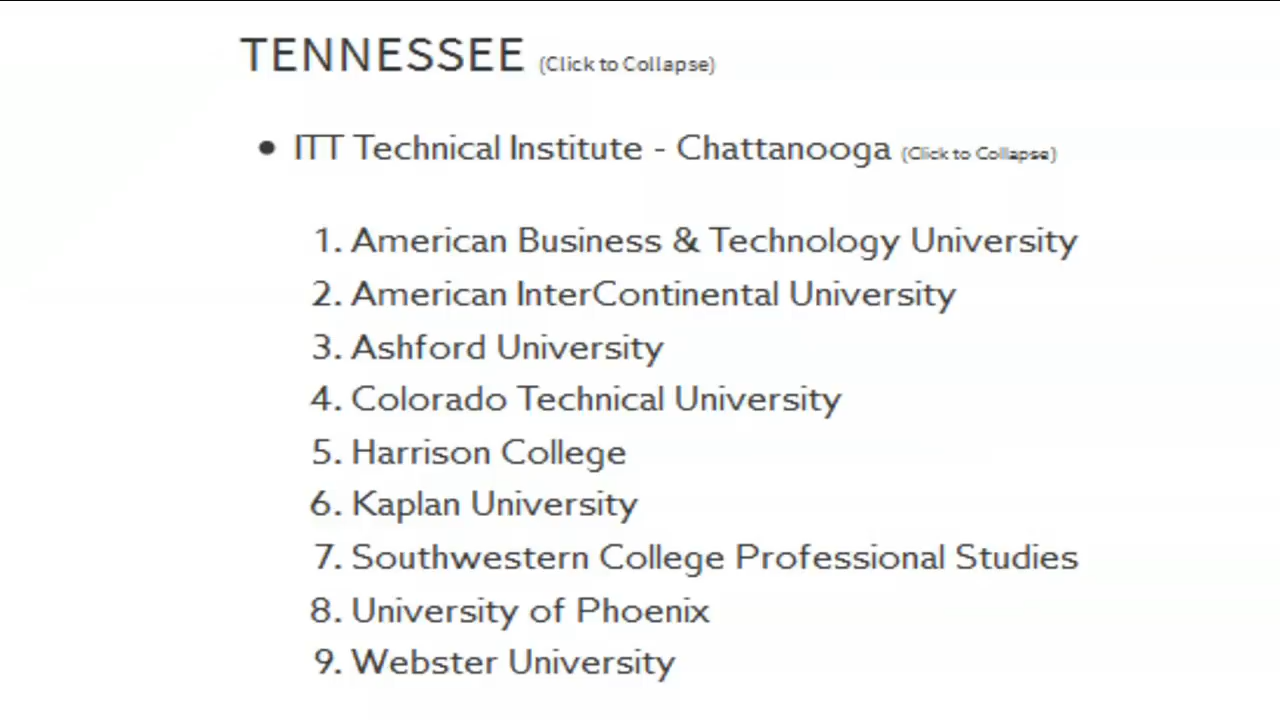 TENNESSEE (Click to Collapse)
• ITT Technical Institute - Chattanooga (Click to Collapse)
1. American Business & Technology University
2. American InterContinental University
3. Ashford University
4. Colorado Technical University
5. Harrison College
6. Kaplan University
7. Southwestern College Professional Studies
8. University of Phoenix
9. Webster University